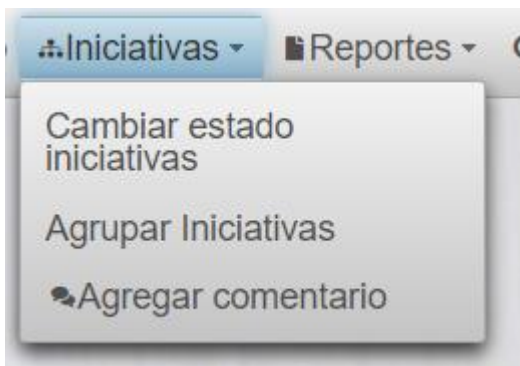 Iniciativas Reportes
Cambiar estado
iniciativas
Agrupar Iniciativas
Agregar comentario